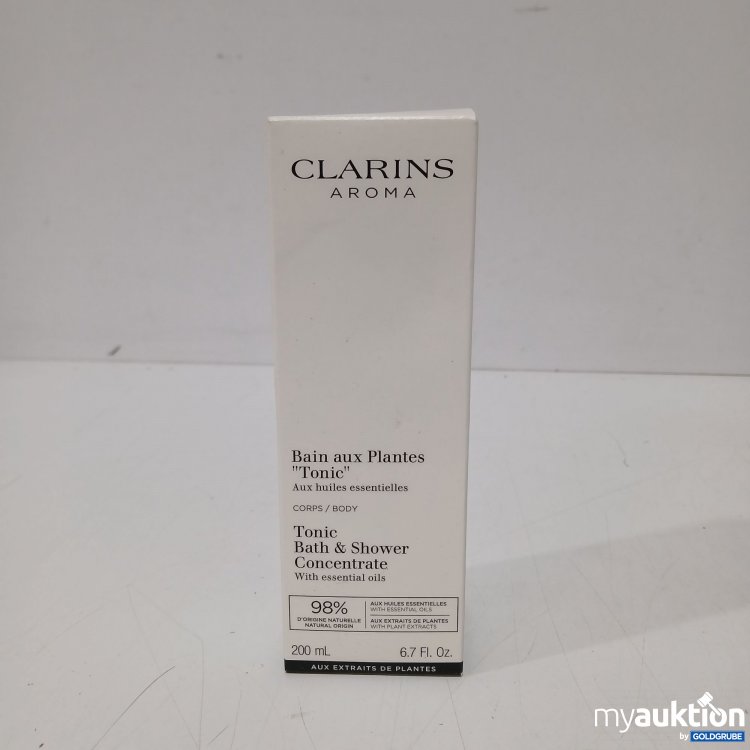 CLARINS
AROMA
Bain aux Plantes
"Tonic"
Aux huiles essentielles
CORPS / BODY
Tonic
Bath & Shower
Concentrate
With essential oils
98%
D'ORIGINE NATURELLE
NATURAL ORIGIN
AUX HUILES ESSENTIELLES
WITH ESSENTIAL OILS
AUX EXTRAITS DE PLANTES
WITH PLANT EXTRACTS
200 mL 6.7 Fl. Oz.
AUX EXTRAITS DE PLANTES
myauktion
by GOLDGRUBE